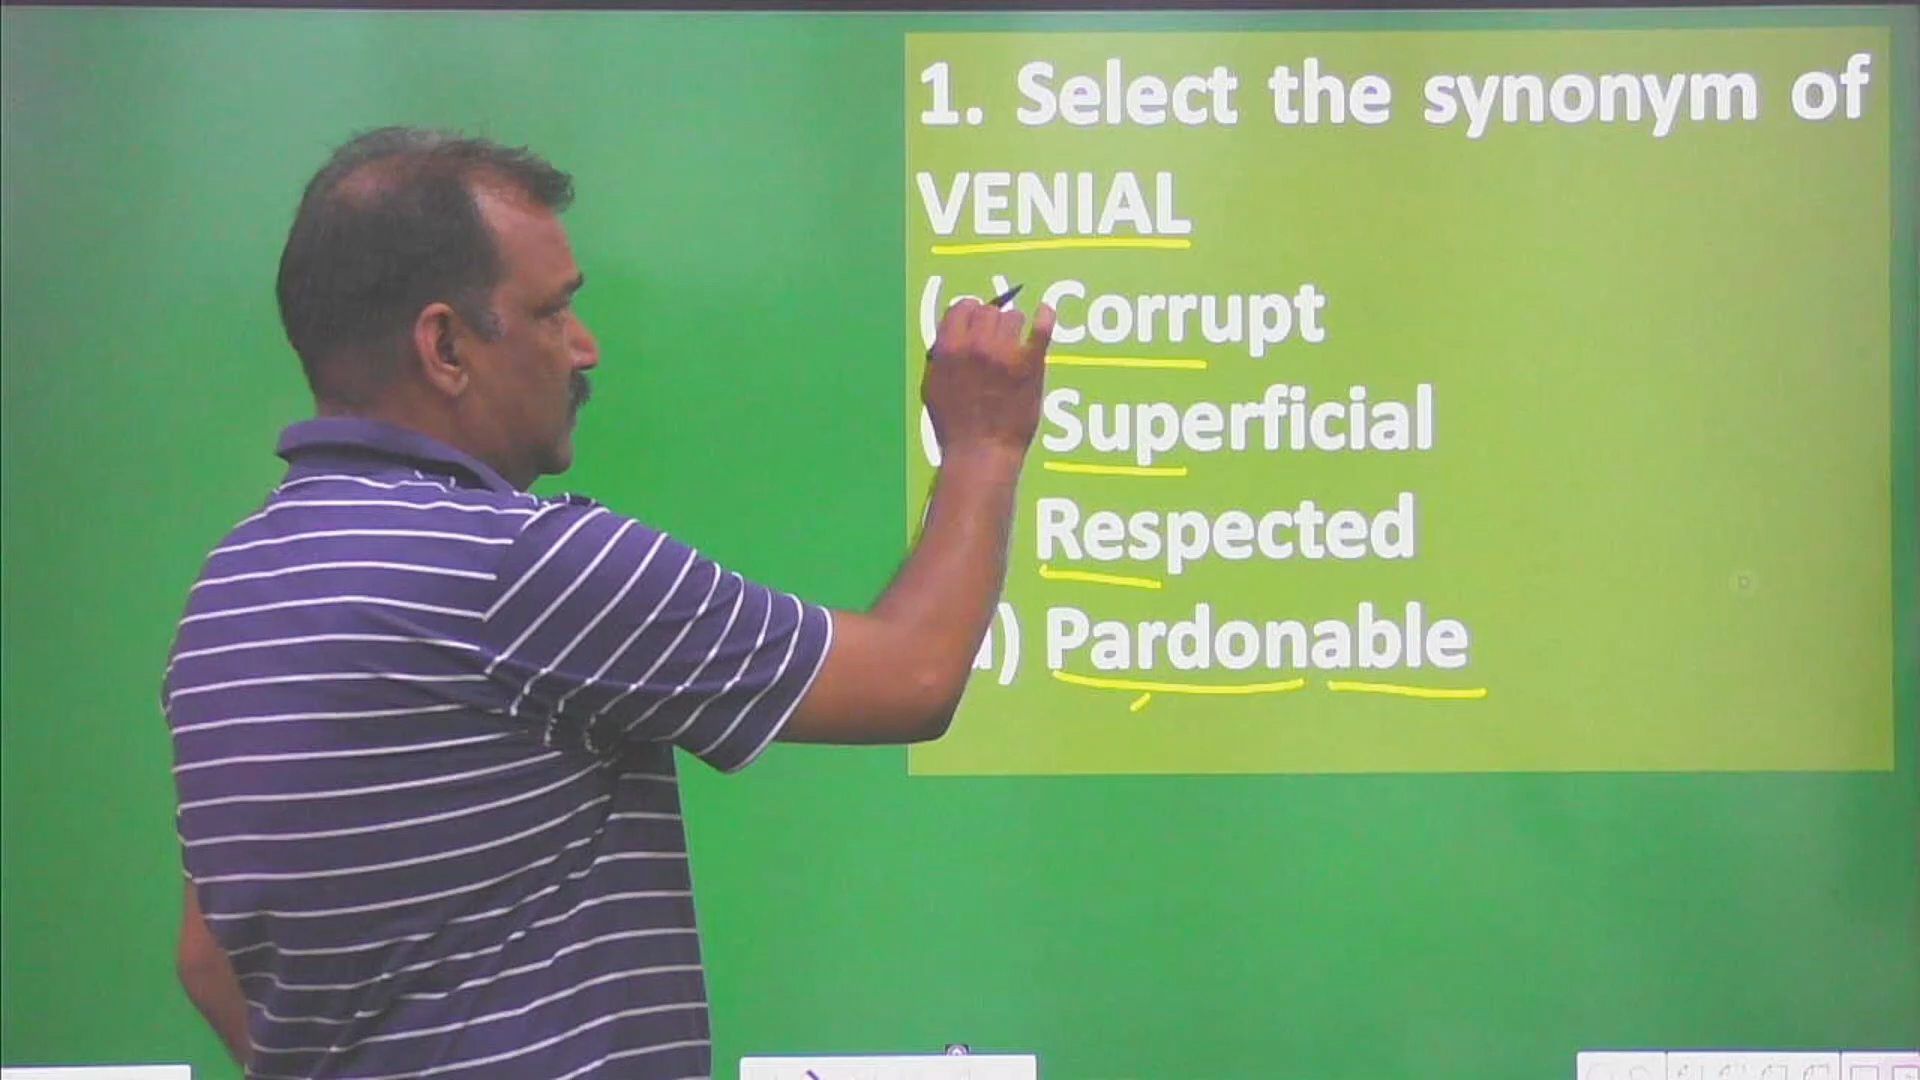 1. Select the synonym of
VENIAL
(a) Corrupt
Superficial
Respected
d) Pardonable